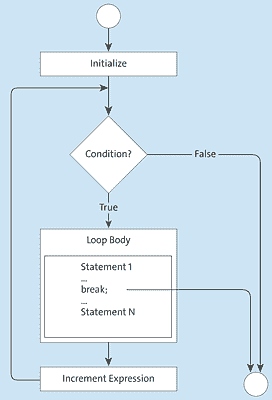 Initialize
Condition?
False
True
Loop Body
Statement 1
...
break;
...
Statement N
Increment Expression